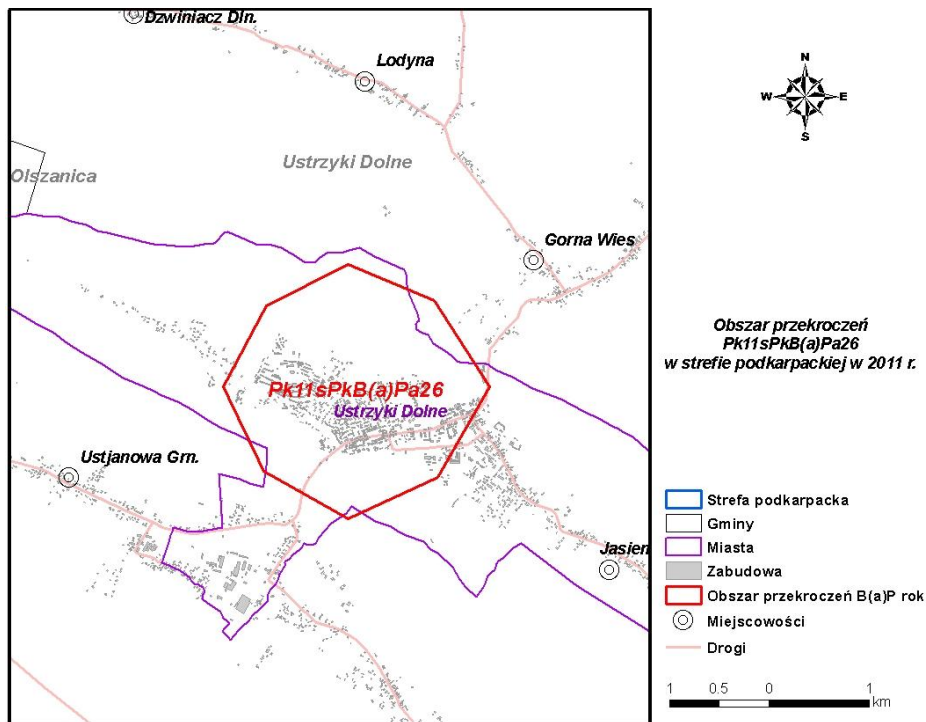 Dzwiniacz Dln.
Lodyna
Ustrzyki Dolne
Olszanica
Gorna Wies
Pk11sPkB(a)Pa26
Ustrzyki Dolne
Ustjanowa Grn.
Jasien
N
W E
S
Obszar przekroczeń
Pk11sPkB(a)Pa26
w strefie podkarpackiej w 2011 r.
Strefa podkarpacka
Gminy
Miasta
Zabudowa
Obszar przekroczeń B(a)P rok
Miejscowości
Drogi
1 0.5 0 1
km